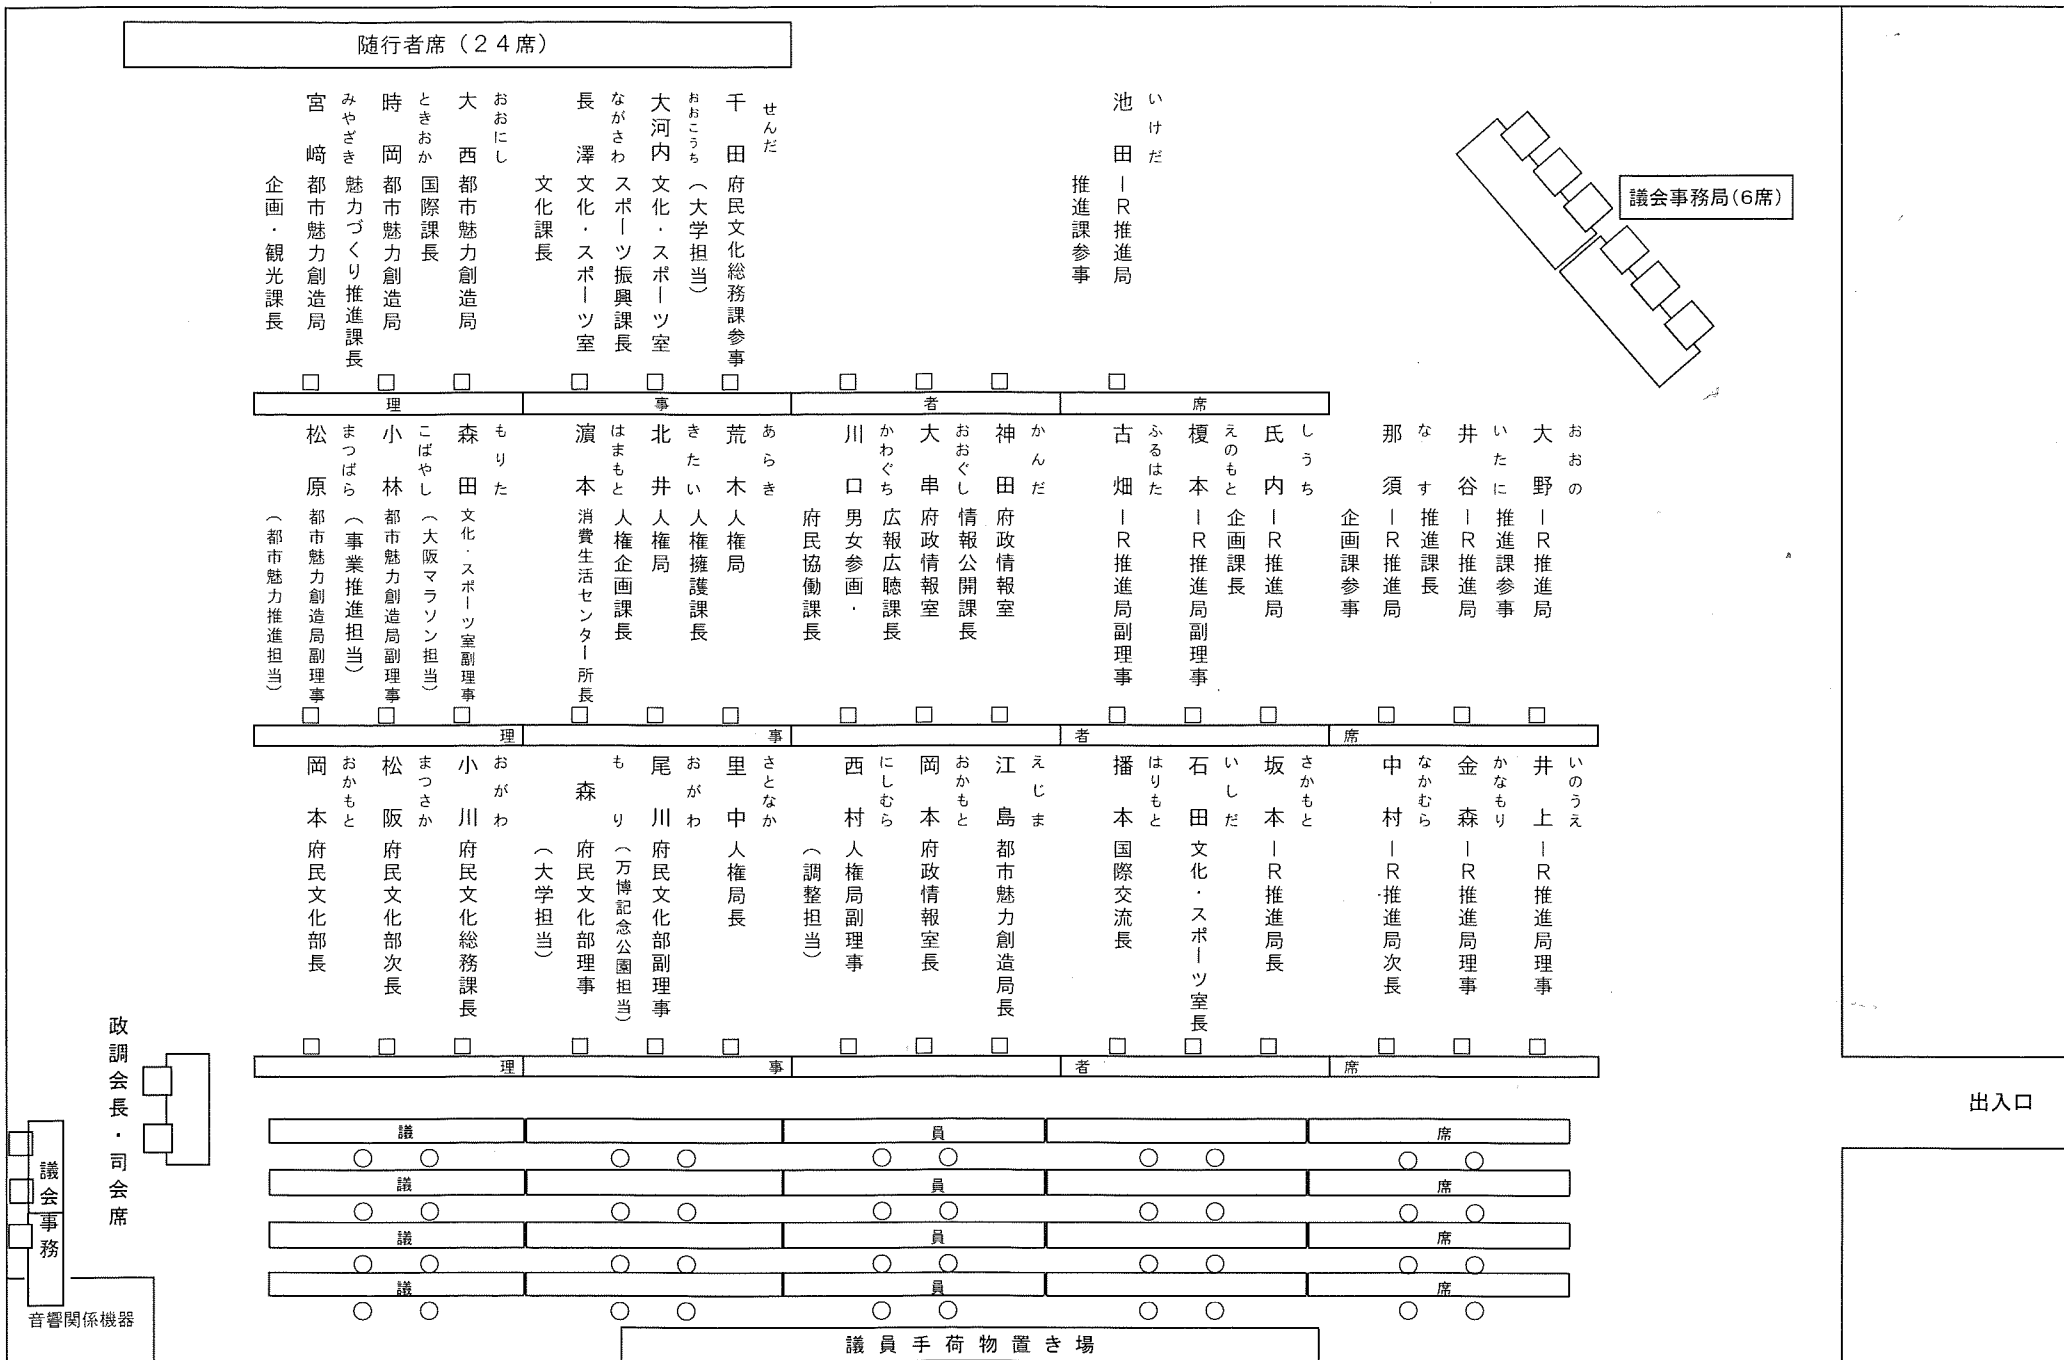 随行者席（２４席）
議会事務局(6席)
いけだ
池田 ＩＲ推進局
推進課参事
せんだ
千田 府民文化総務課参事
（大学担当）
おおこうち
大河内 文化・スポーツ室
スポーツ振興課長
ながさわ
長澤 文化・スポーツ室
文化課長
おおにし
大西 都市魅力創造局
国際課長
ときおか
時岡 都市魅力創造局
魅力づくり推進課長
みやざき
宮﨑 都市魅力創造局
企画・観光課長
理 事 者 席
おおの
大野 ＩＲ推進局
推進課参事
いたに
井谷 ＩＲ推進局
推進課長
なす
那須 ＩＲ推進局
企画課参事
しうち
氏内 ＩＲ推進局
企画課長
えのもと
榎本 ＩＲ推進局副理事
ふるはた
古畑 ＩＲ推進局副理事
かんだ
神田 府政情報室
情報公開課長
おおぐし
大串 府政情報室
広報広聴課長
かわぐち
川口 男女参画・
府民協働課長
あらき
荒木 人権局
人権擁護課長
きたい
北井 人権局
人権企画課長
はまもと
濵本 消費生活センター所長
もりた
森田 文化・スポーツ室副理事
（大阪マラソン担当）
こばやし
小林 都市魅力創造局副理事
（事業推進担当）
まつばら
松原 都市魅力創造局副理事
（都市魅力推進担当）
理 事 者 席
いのうえ
井上 ＩＲ推進局理事
かなもり
金森 ＩＲ推進局理事
なかむら
中村 ＩＲ推進局次長
さかもと
坂本 ＩＲ推進局長
いしだ
石田 文化・スポーツ室長
はりもと
播本 国際交流長
えじま
江島 都市魅力創造局長
おかもと
岡本 府政情報室長
にしむら
西村 人権局副理事
（調整担当）
さとなか
里中 人権局長
おがわ
尾川 府民文化部副理事
（万博記念公園担当）
もり
森 府民文化部理事
（大学担当）
おがわ
小川 府民文化総務課長
まつさか
松阪 府民文化部次長
おかもと
岡本 府民文化部長
理 事 者 席
政調会長・司会席
出入口
議 員 席
議 員 席
議 員 席
議 員 席
議会事務
音響関係機器
議員手荷物置き場